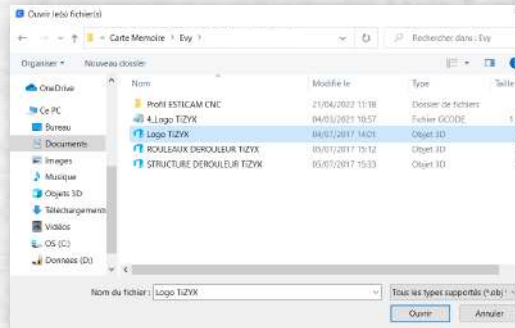 Ouvrir le(s) fichier(s)
« Carte Memoire > Evy >
Rechercher dans : Evy
Organiser Nouveau dossier
Nom Modifié le Type Taille
OneDrive
Ce PC
Bureau
Documents
Images
Musique
Objets 3D
Téléchargements
Vidéos
OS (C:)
Données (D:)
Profil ESTICAM CNC 21/04/2022 11:18 Dossier de fichiers
4_Logo TiZYX 04/03/2021 10:57 Fichier GCODE 1
Logo TiZYX 04/07/2017 14:01 Objet 3D
ROULEAUX DEROULEUR TIZYX 05/07/2017 15:12 Objet 3D
STRUCTURE DEROULEUR TIZYX 05/07/2017 15:33 Objet 3D
Nom du fichier : Logo TiZYX
Tous les types supportés (*.obj
Ouvrir Annuler